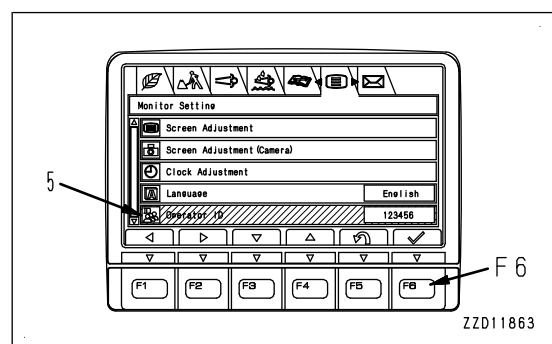 Monitor Setting
Screen Adjustment
Screen Adjustment (Camera)
Clock Adjustment
A
Language English
5
Operator ID 123456
F1 F2 F3 F4 F5 F6
F6
ZZD11863